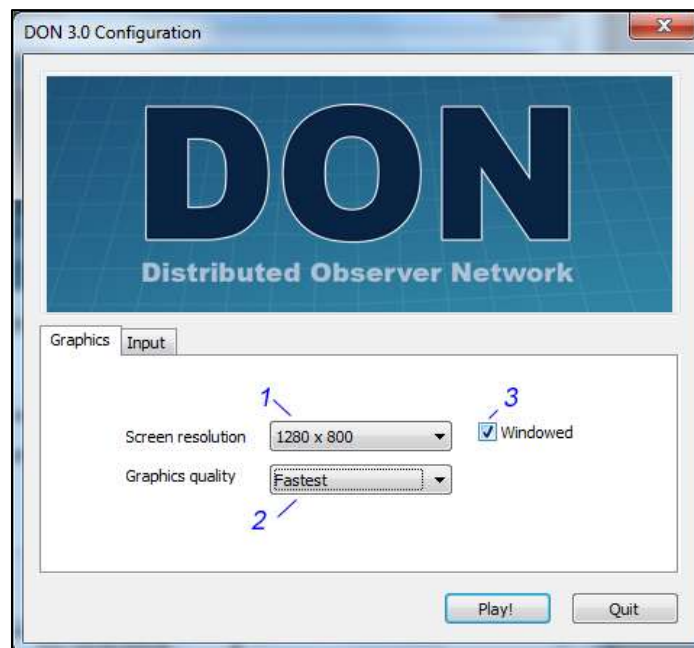 DON 3.0 Configuration
X
DON
Distributed Observer Network
Graphics Input
1 3
Screen resolution 1280 x 800 Windowed
Graphics quality Fastest
2
Play! Quit